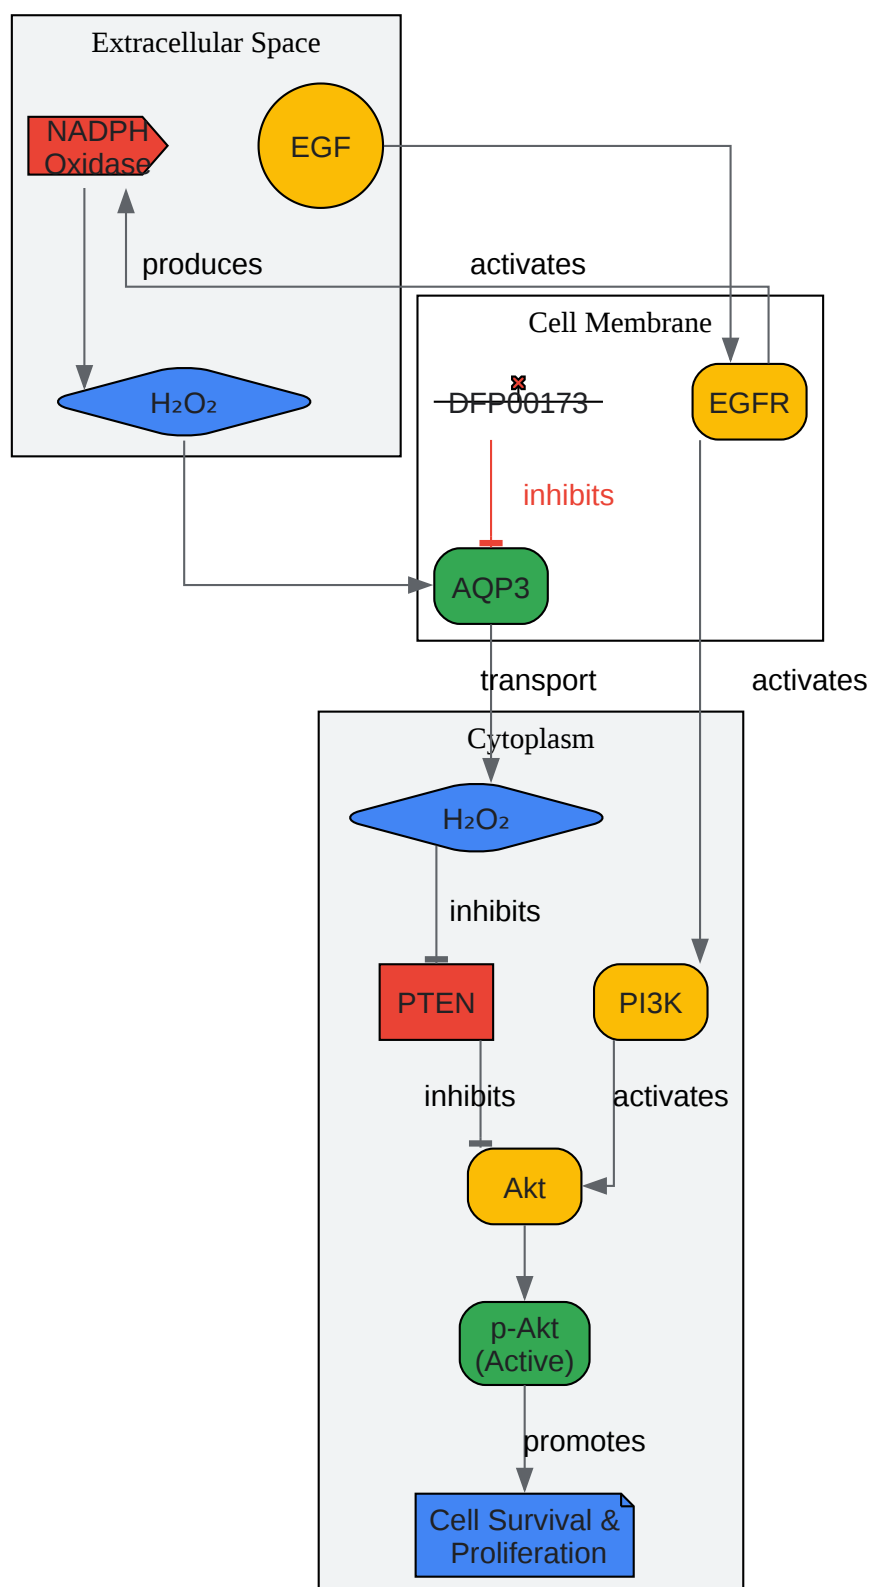 Extracellular Space
NADPH
Oxidase
EGF
produces
activates
Cell Membrane
DFP00173
EGFR
H₂O₂
inhibits
AQP3
transport
activates
Cytoplasm
H₂O₂
inhibits
PTEN
PI3K
inhibits
activates
Akt
p-Akt
(Active)
promotes
Cell Survival &
Proliferation